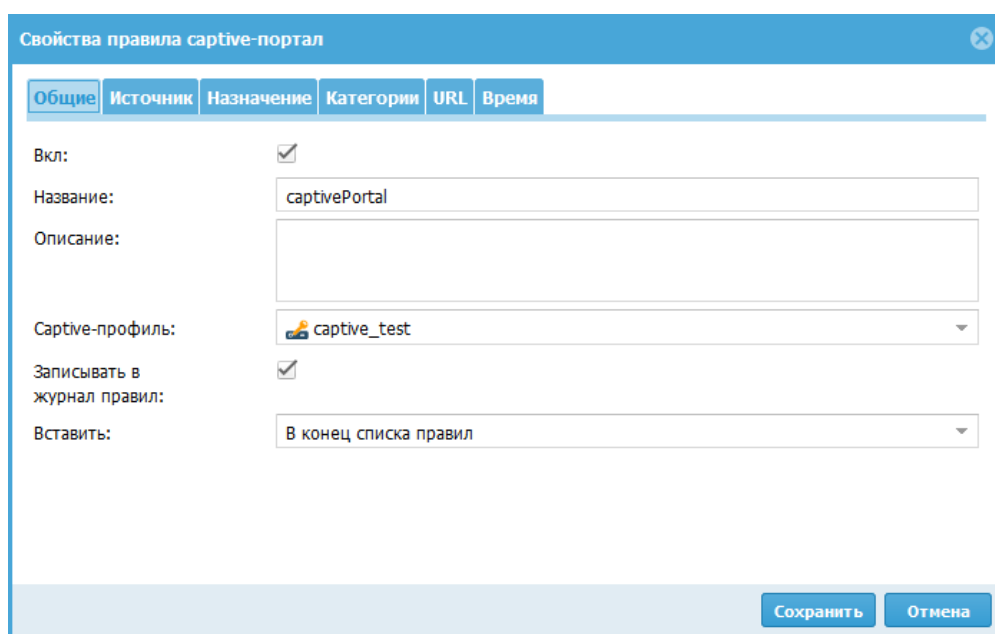 Свойства правила captive-портал
Общие Источник Назначение Категории URL Время
Вкл:
Название: captivePortal
Описание:
Captive-профиль: captive_test
Записывать в
журнал правил:
Вставить: В конец списка правил
Сохранить Отмена